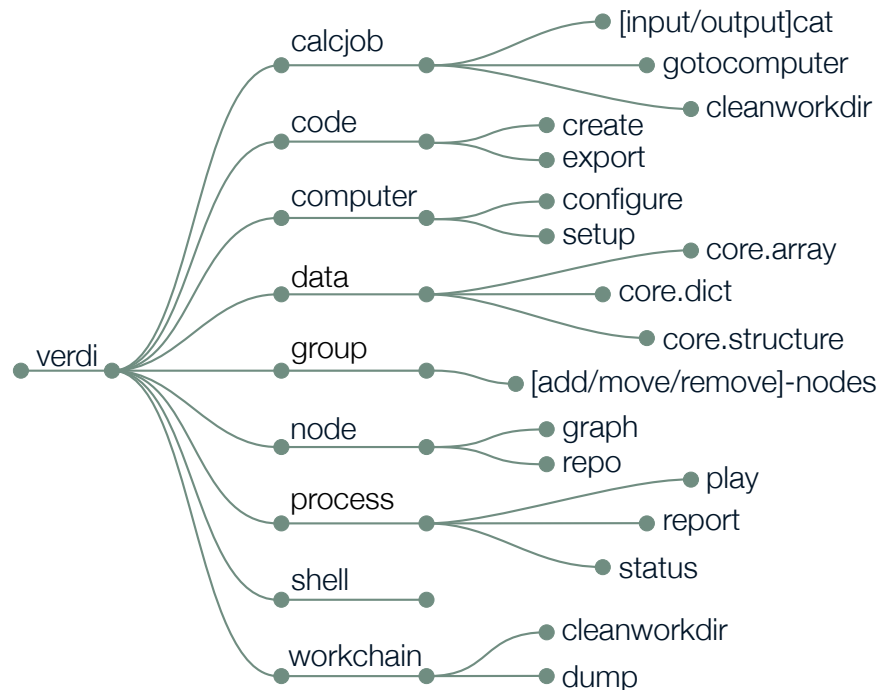 verdi
calcjob
[input/output]cat
gotocomputer
cleanworkdir
code
create
export
computer
configure
setup
data
core.array
core.dict
core.structure
group
[add/move/remove]-nodes
node
graph
repo
process
play
report
status
shell
workchain
cleanworkdir
dump